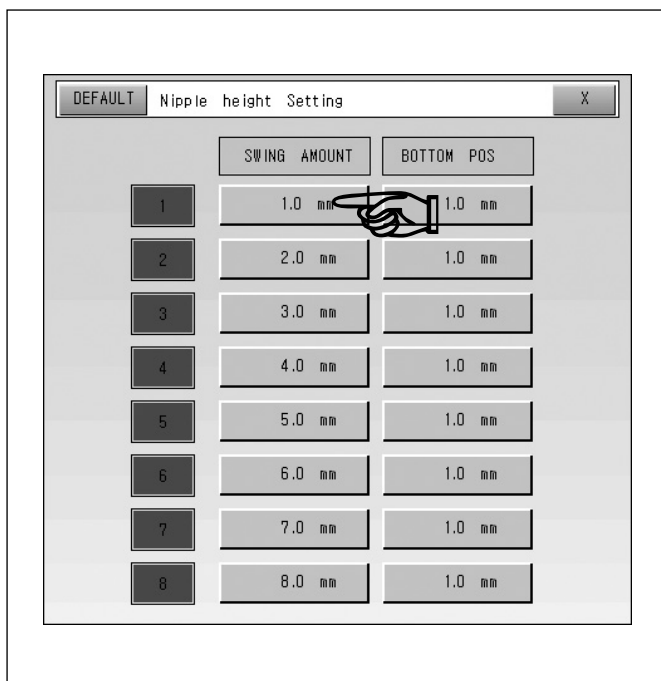 DEFAULT Nipple height Setting X
SWING AMOUNT BOTTOM POS
1 1.0 mm 1.0 mm
2 2.0 mm 1.0 mm
3 3.0 mm 1.0 mm
4 4.0 mm 1.0 mm
5 5.0 mm 1.0 mm
6 6.0 mm 1.0 mm
7 7.0 mm 1.0 mm
8 8.0 mm 1.0 mm